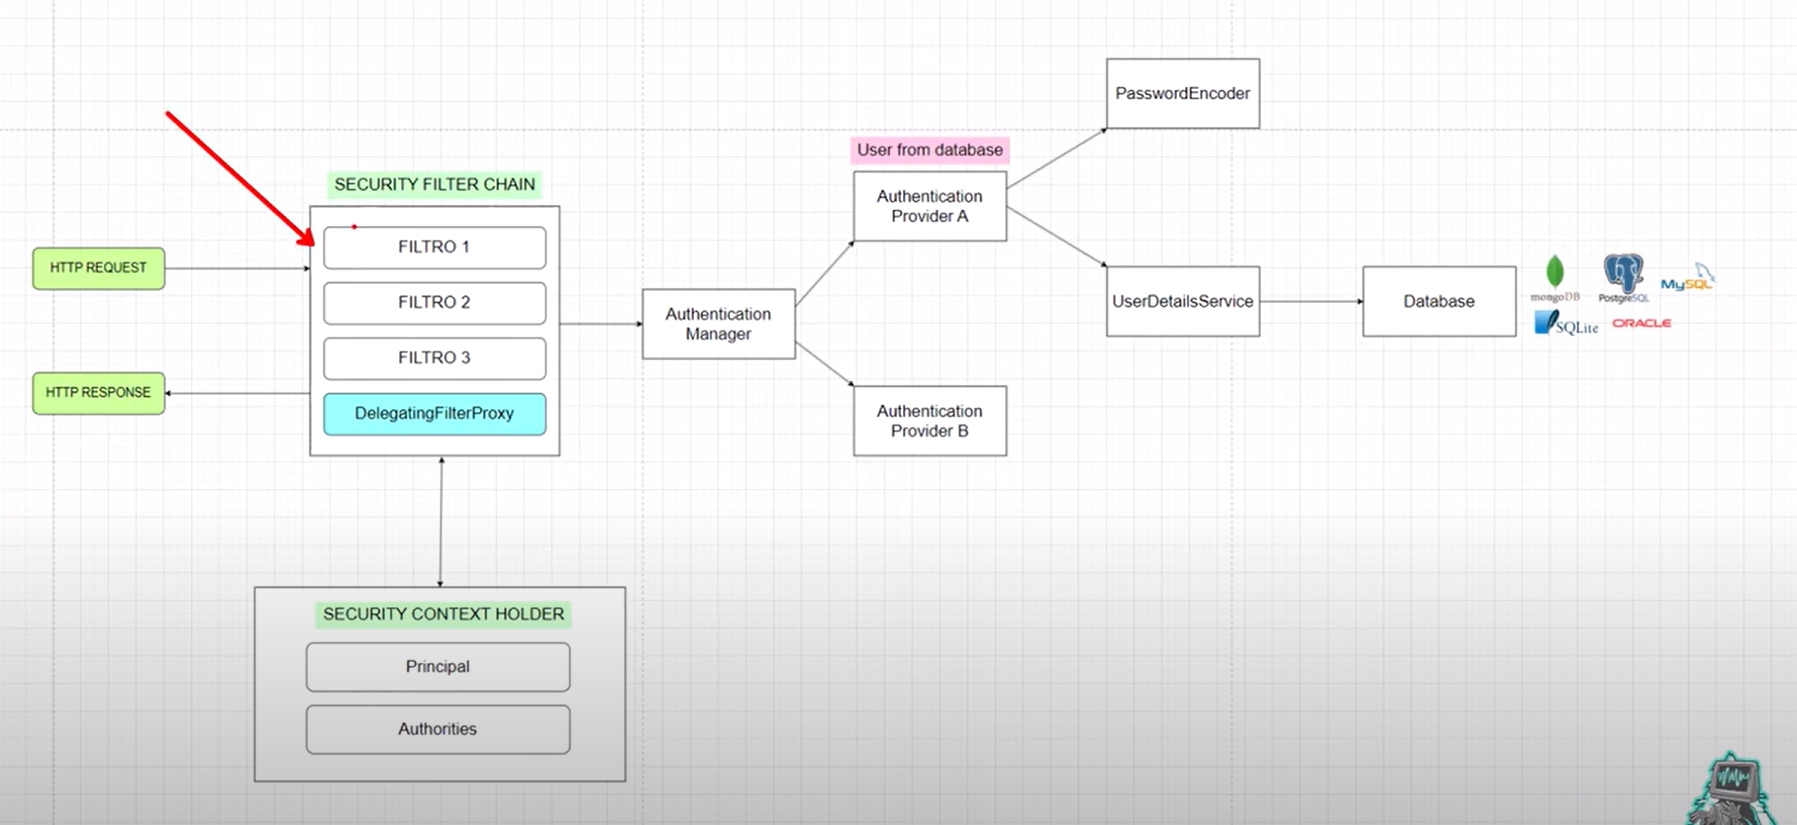 PasswordEncoder
User from database
Authentication
Provider A
SECURITY FILTER CHAIN
FILTRO 1
HTTP REQUEST
FILTRO 2
FILTRO 3
HTTP RESPONSE
DelegatingFilterProxy
Authentication
Manager
UserDetailsService
Database
mongoDB
PostgreSQL
MySQL
SQLite
ORACLE
Authentication
Provider B
SECURITY CONTEXT HOLDER
Principal
Authorities